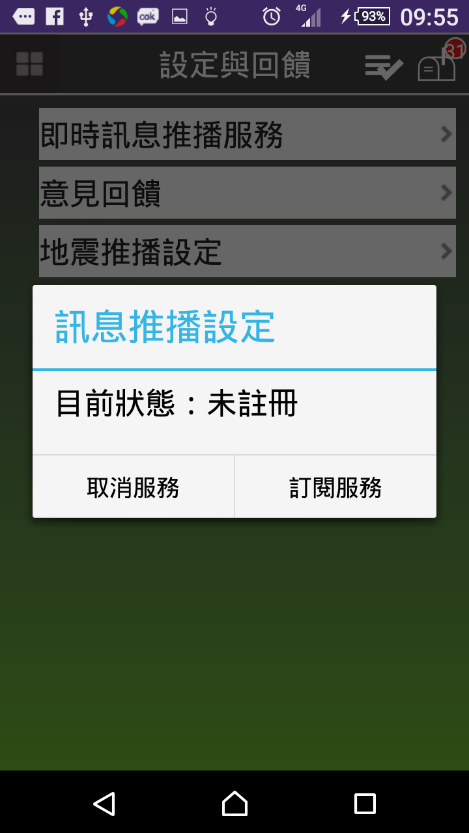 cok
4G
93%
09:55
設定與回饋
31
即時訊息推播服務
意見回饋
地震推播設定
訊息推播設定
目前狀態：未註冊
取消服務
訂閱服務